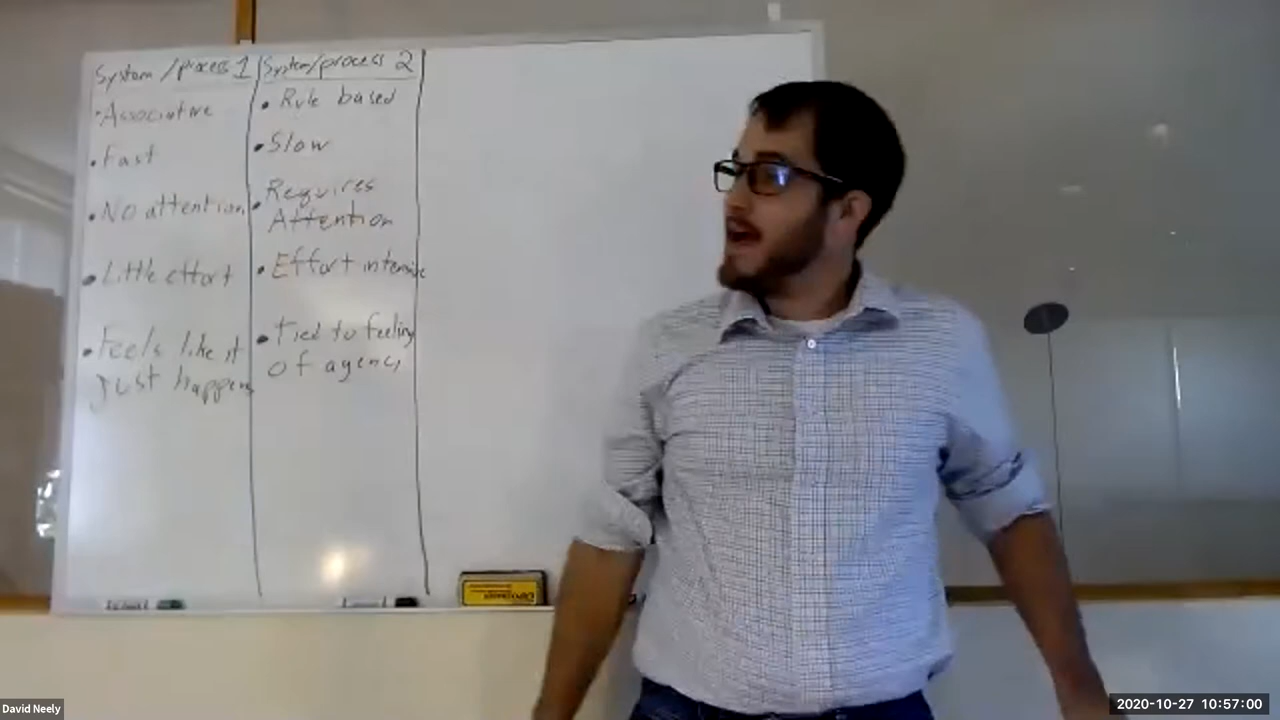 System/process 1
• Associative
• Fast
• No attention
• Little effort
• Feels like it
just happens
System/process 2
• Rule based
• Slow
• Requires
Attention
• Effort intensive
• Tied to feeling
of agency
David Neely
2020-10-27 10:57:00